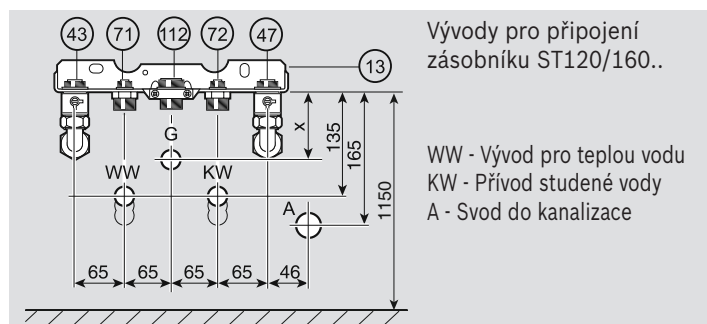 43 71 112 72 47
13
Vývody pro připojení
zásobníku ST120/160..
x
135
165
1150
G
WW KW
A
WW - Vývod pro teplou vodu
KW - Přívod studené vody
A - Svod do kanalizace
65 65 65 65 46